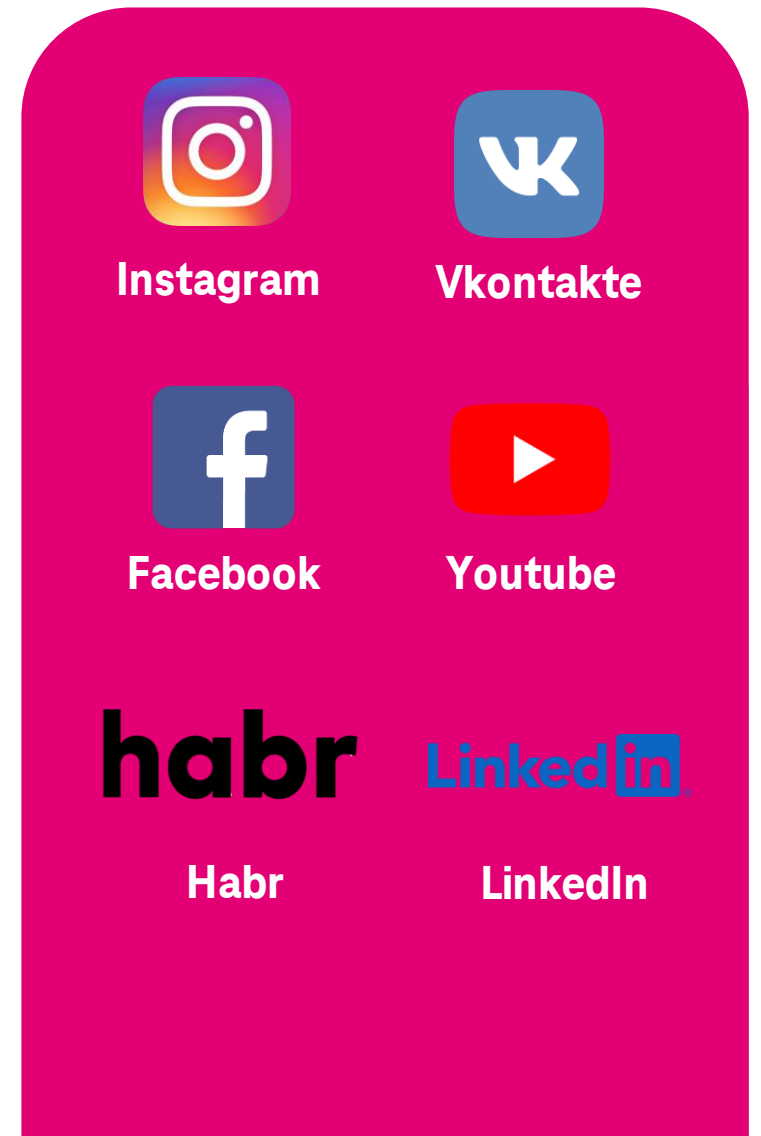 Instagram
Vkontakte
Facebook
Youtube
habr
Linkedin
Habr
LinkedIn